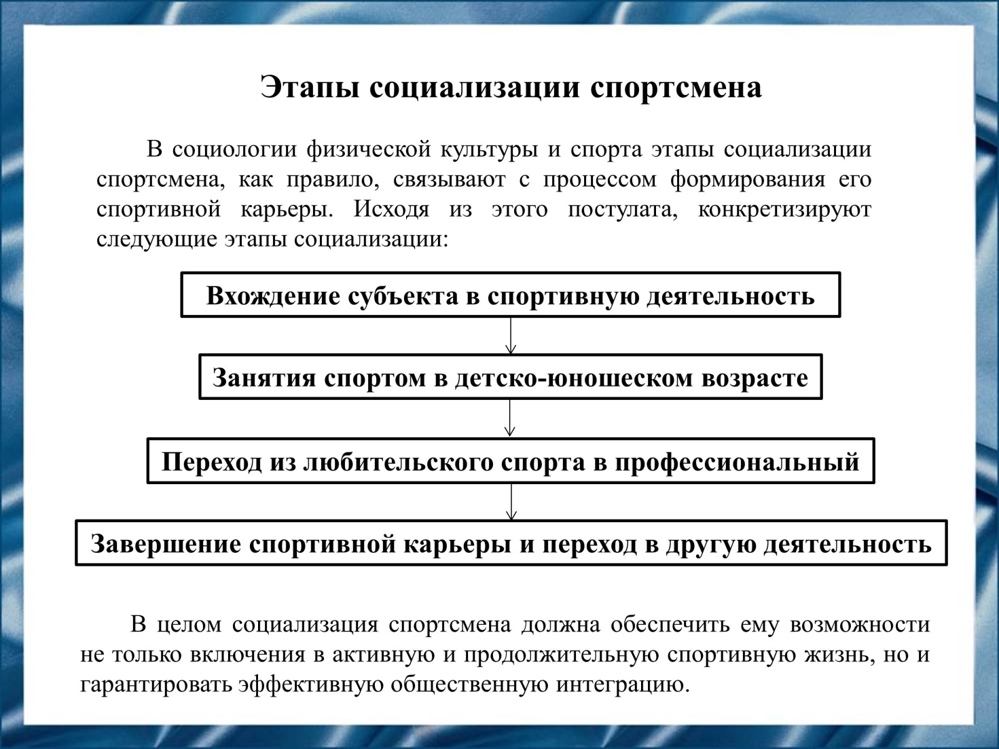 Этапы социализации спортсмена
В социологии физической культуры и спорта этапы социализации
спортсмена, как правило, связывают с процессом формирования его
спортивной карьеры. Исходя из этого постулата, конкретизируют
следующие этапы социализации:
Вхождение субъекта в спортивную деятельность
Занятия спортом в детско-юношеском возрасте
Переход из любительского спорта в профессиональный
Завершение спортивной карьеры и переход в другую деятельность
В целом социализация спортсмена должна обеспечить ему возможности
не только включения в активную и продолжительную спортивную жизнь, но и
гарантировать эффективную общественную интеграцию.